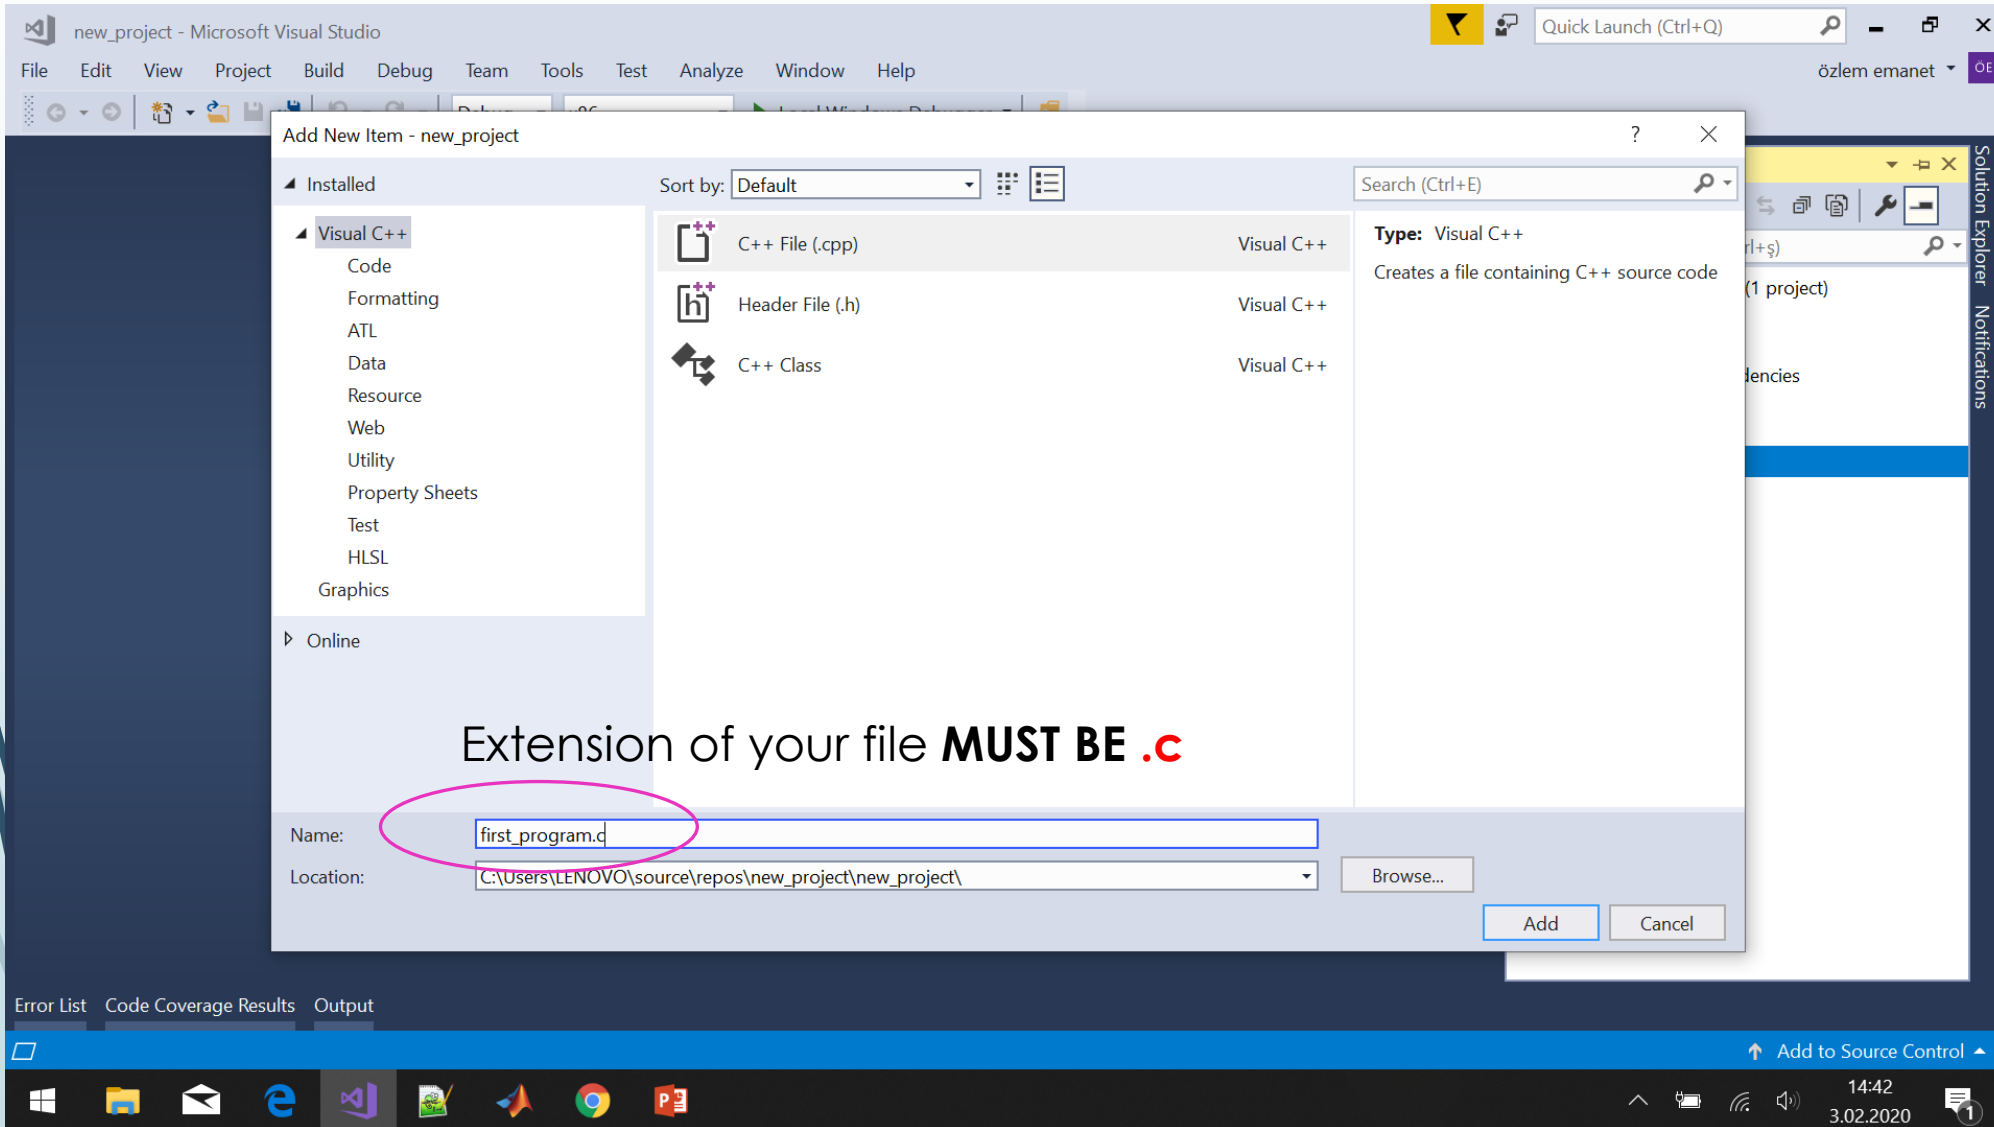 new_project - Microsoft Visual Studio
Quick Launch (Ctrl+Q)
File Edit View Project Build Debug Team Tools Test Analyze Window Help
özlem emanet
ÖE
Add New Item - new_project
?
Installed
Sort by: Default
Search (Ctrl+E)
Visual C++
Code
Formatting
ATL
Data
Resource
Web
Utility
Property Sheets
Test
HLSL
Graphics
Online
C++ File (.cpp) Visual C++
Header File (.h) Visual C++
C++ Class Visual C++
Type: Visual C++
Creates a file containing C++ source code
(1 project)
Solution Explorer
Notifications
Extension of your file MUST BE .c
Name: first_program.c
Location: C:\Users\LENOVO\source\repos\new_project\new_project\
Browse...
Add Cancel
Error List Code Coverage Results Output
Add to Source Control
14:42
3.02.2020
1